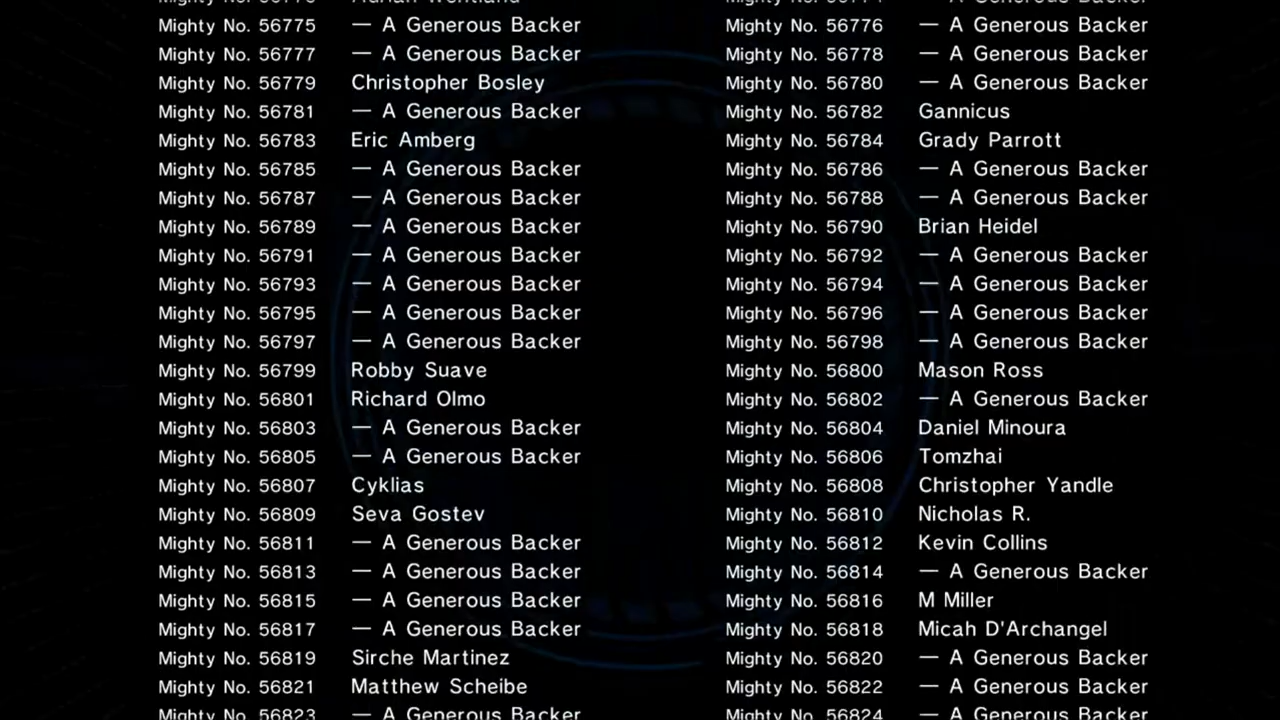 Mighty No. 56775 — A Generous Backer Mighty No. 56776 — A Generous Backer
Mighty No. 56777 — A Generous Backer Mighty No. 56778 — A Generous Backer
Mighty No. 56779 Christopher Bosley Mighty No. 56780 — A Generous Backer
Mighty No. 56781 — A Generous Backer Mighty No. 56782 Gannicus
Mighty No. 56783 Eric Amberg Mighty No. 56784 Grady Parrott
Mighty No. 56785 — A Generous Backer Mighty No. 56786 — A Generous Backer
Mighty No. 56787 — A Generous Backer Mighty No. 56788 — A Generous Backer
Mighty No. 56789 — A Generous Backer Mighty No. 56790 Brian Heidel
Mighty No. 56791 — A Generous Backer Mighty No. 56792 — A Generous Backer
Mighty No. 56793 — A Generous Backer Mighty No. 56794 — A Generous Backer
Mighty No. 56795 — A Generous Backer Mighty No. 56796 — A Generous Backer
Mighty No. 56797 — A Generous Backer Mighty No. 56798 — A Generous Backer
Mighty No. 56799 Robby Suave Mighty No. 56800 Mason Ross
Mighty No. 56801 Richard Olmo Mighty No. 56802 — A Generous Backer
Mighty No. 56803 — A Generous Backer Mighty No. 56804 Daniel Minoura
Mighty No. 56805 — A Generous Backer Mighty No. 56806 Tomzhai
Mighty No. 56807 Cyklias Mighty No. 56808 Christopher Yandle
Mighty No. 56809 Seva Gostev Mighty No. 56810 Nicholas R.
Mighty No. 56811 — A Generous Backer Mighty No. 56812 Kevin Collins
Mighty No. 56813 — A Generous Backer Mighty No. 56814 — A Generous Backer
Mighty No. 56815 — A Generous Backer Mighty No. 56816 M Miller
Mighty No. 56817 — A Generous Backer Mighty No. 56818 Micah D'Archangel
Mighty No. 56819 Sirche Martinez Mighty No. 56820 — A Generous Backer
Mighty No. 56821 Matthew Scheibe Mighty No. 56822 — A Generous Backer
Mighty No. 56823 — A Generous Backer Mighty No. 56824 — A Generous Backer